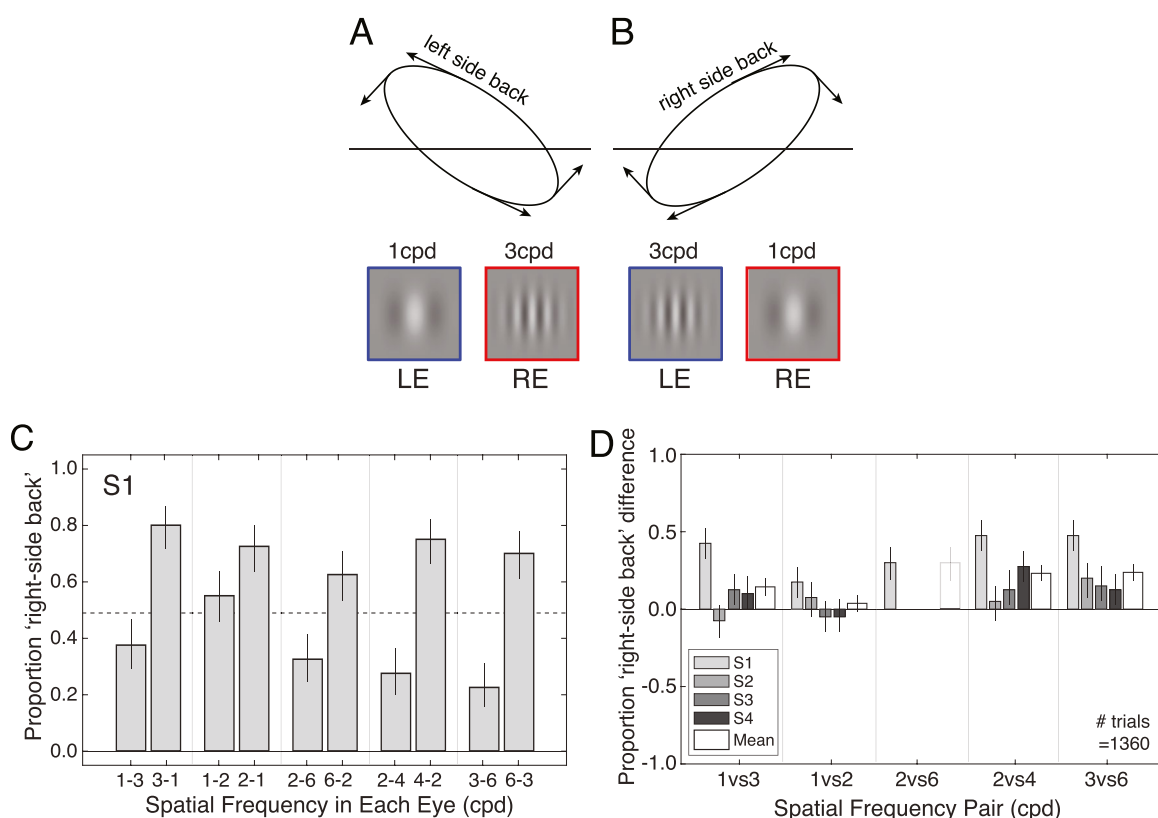 A
left side back
B
right side back
1cpd 3cpd
LE RE
3cpd 1cpd
LE RE
C
Proportion ‘right-side back’
1.0
0.8
0.6
0.4
0.2
0.0
S1
1-3 3-1 1-2 2-1 2-6 6-2 2-4 4-2 3-6 6-3
Spatial Frequency in Each Eye (cpd)
D
Proportion ‘right-side back’ difference
1.0
0.5
0.0
-0.5
-1.0
S1
S2
S3
S4
Mean
# trials
=1360
1vs3 1vs2 2vs6 2vs4 3vs6
Spatial Frequency Pair (cpd)